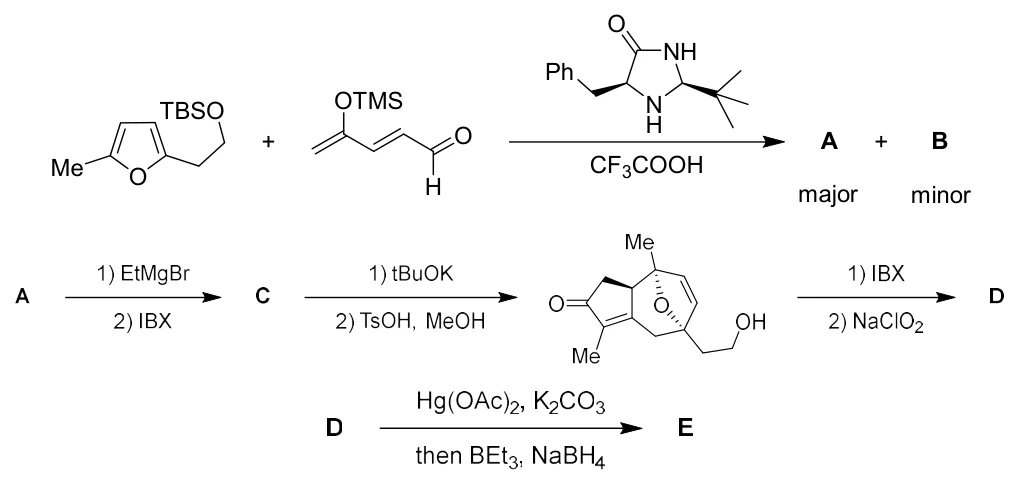 O
NH
Ph
N
H
OTMS
TBSO
O
H
Me
O
+
CF₃COOH
A + B
major minor
Me
1) EtMgBr 1) tBuOK 1) IBX
A C O O OH D
2) IBX 2) TsOH, MeOH 2) NaClO₂
Me
Hg(OAc)₂, K₂CO₃
D E
then BEt₃, NaBH₄